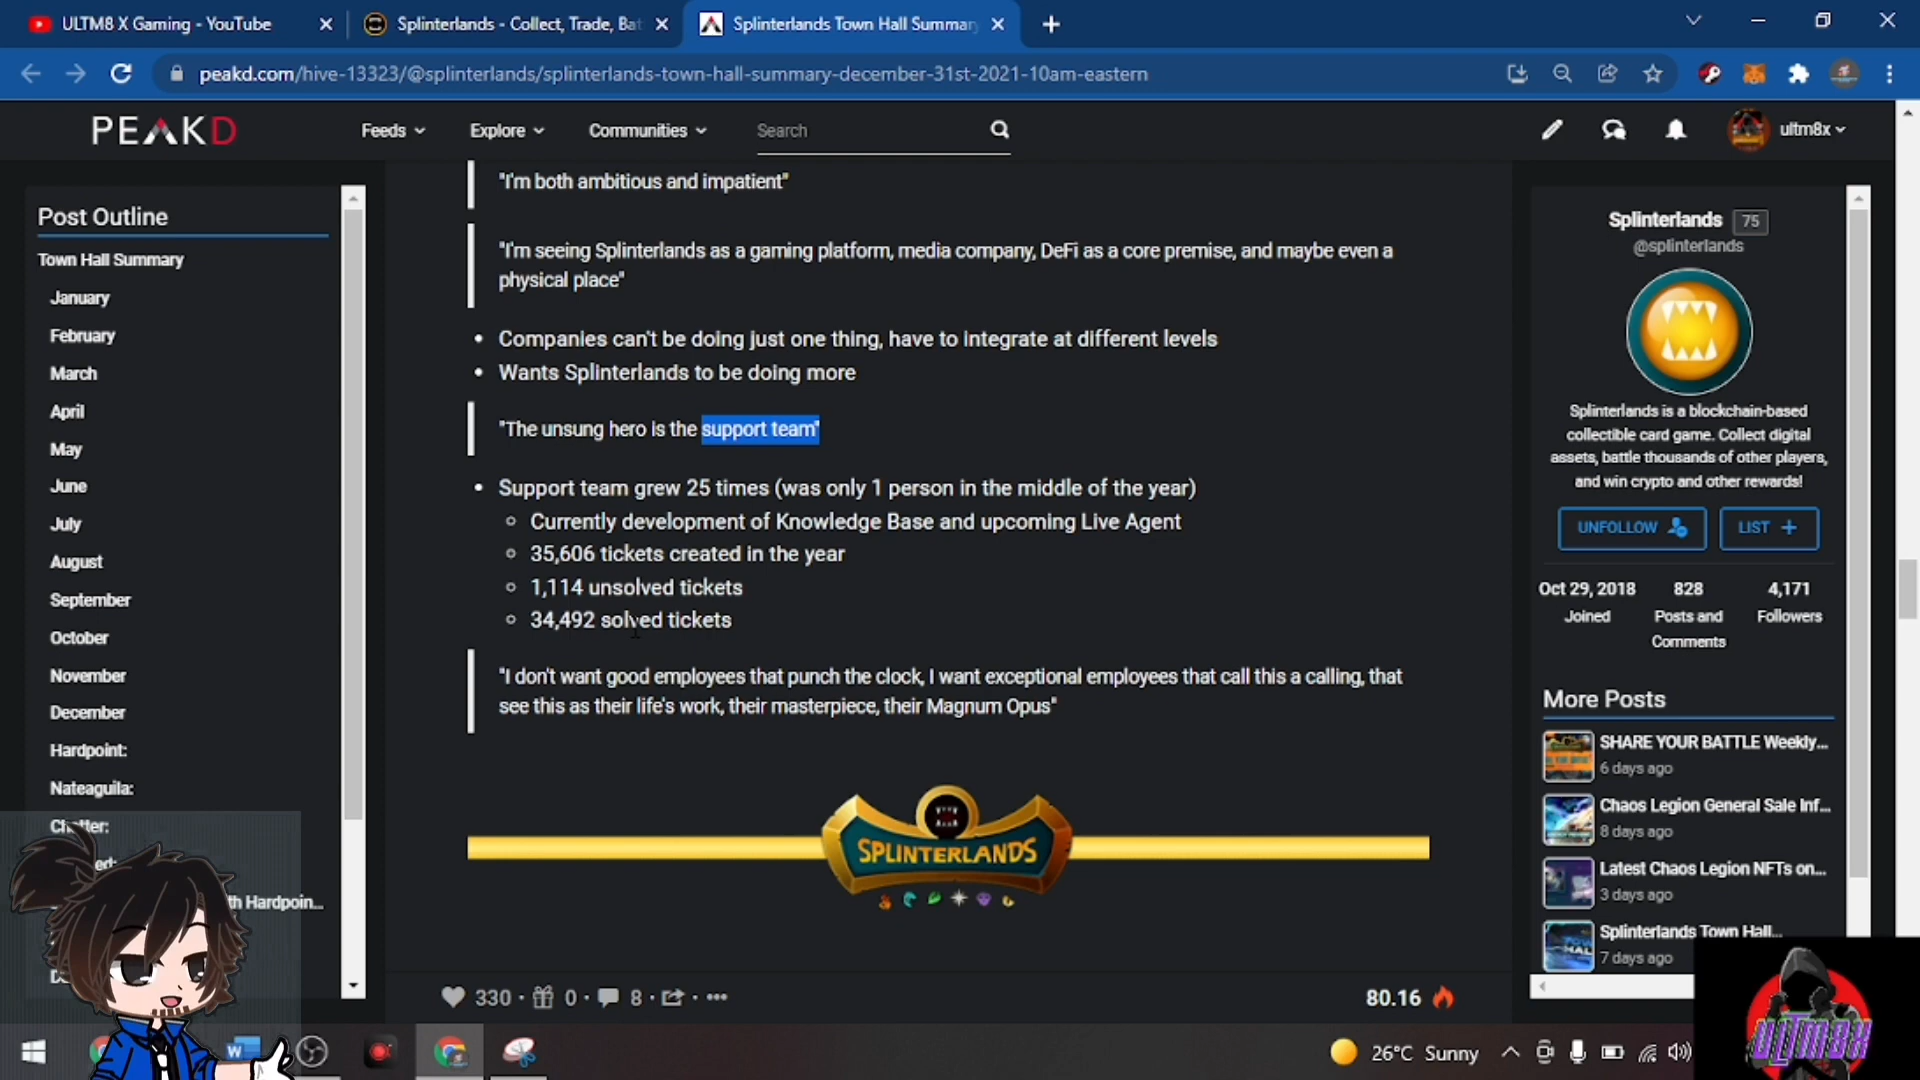 ULTM8 X Gaming - YouTube
Splinterlands - Collect, Trade, Bat
Splinterlands Town Hall Summar
peakd.com/hive-13323/@splinterlands/splinterlands-town-hall-summary-december-31st-2021-10am-eastern
PEAKD
Feeds
Explore
Communities
Search
ultm8x
Post Outline
Town Hall Summary
January
February
March
April
May
June
July
August
September
October
November
December
Hardpoint:
Nateaguila:
th Hardpoin...
"I'm both ambitious and impatient"
"I'm seeing Splinterlands as a gaming platform, media company, DeFi as a core premise, and maybe even a
physical place"
• Companies can't be doing just one thing, have to integrate at different levels
• Wants Splinterlands to be doing more
"The unsung hero is the support team"
• Support team grew 25 times (was only 1 person in the middle of the year)
Currently development of Knowledge Base and upcoming Live Agent
35,606 tickets created in the year
1,114 unsolved tickets
34,492 solved tickets
"I don't want good employees that punch the clock, I want exceptional employees that call this a calling, that
see this as their life's work, their masterpiece, their Magnum Opus"
SPLINTERLANDS
330 · 0 · 8 · · •••
80.16
Splinterlands 75
@splinterlands
Splinterlands is a blockchain-based
collectible card game. Collect digital
assets, battle thousands of other players,
and win crypto and other rewards!
UNFOLLOW
LIST +
Oct 29, 2018 828 4,171
Joined Posts and Followers
Comments
More Posts
SHARE YOUR BATTLE Weekly...
6 days ago
Chaos Legion General Sale Inf...
8 days ago
Latest Chaos Legion NFTs on...
3 days ago
Splinterlands Town Hall...
7 days ago
26°C Sunny
ULTM8X